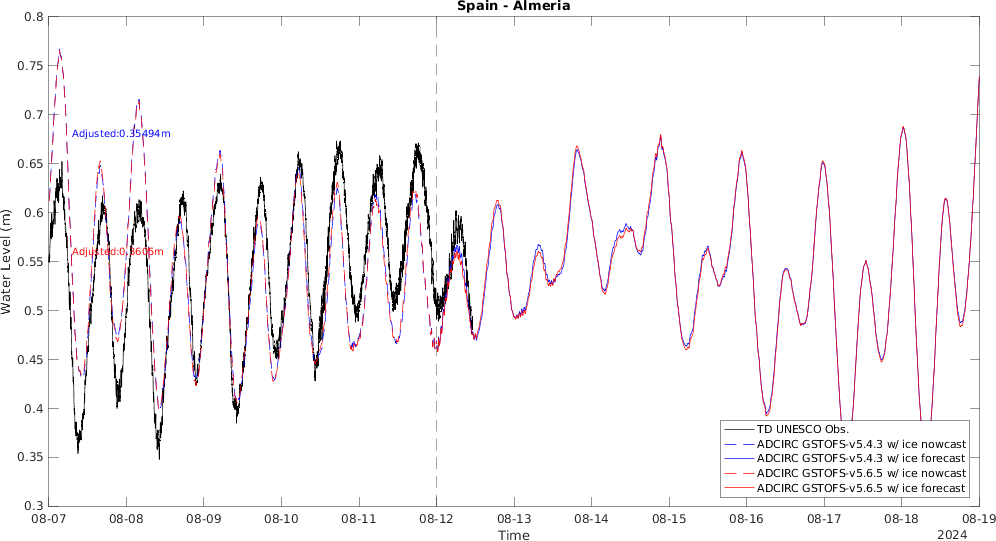 Spain - Almeria
0.8
0.75
0.7
0.65
0.6
0.55
0.5
0.45
0.4
0.35
0.3
Water Level (m)
Adjusted:0.35494m
Adjusted:0.3605m
TD UNESCO Obs.
ADCIRC GSTOFS-v5.4.3 w/ ice nowcast
ADCIRC GSTOFS-v5.4.3 w/ ice forecast
ADCIRC GSTOFS-v5.6.5 w/ ice nowcast
ADCIRC GSTOFS-v5.6.5 w/ ice forecast
08-07 08-08 08-09 08-10 08-11 08-12 08-13 08-14 08-15 08-16 08-17 08-18 08-19
Time
2024